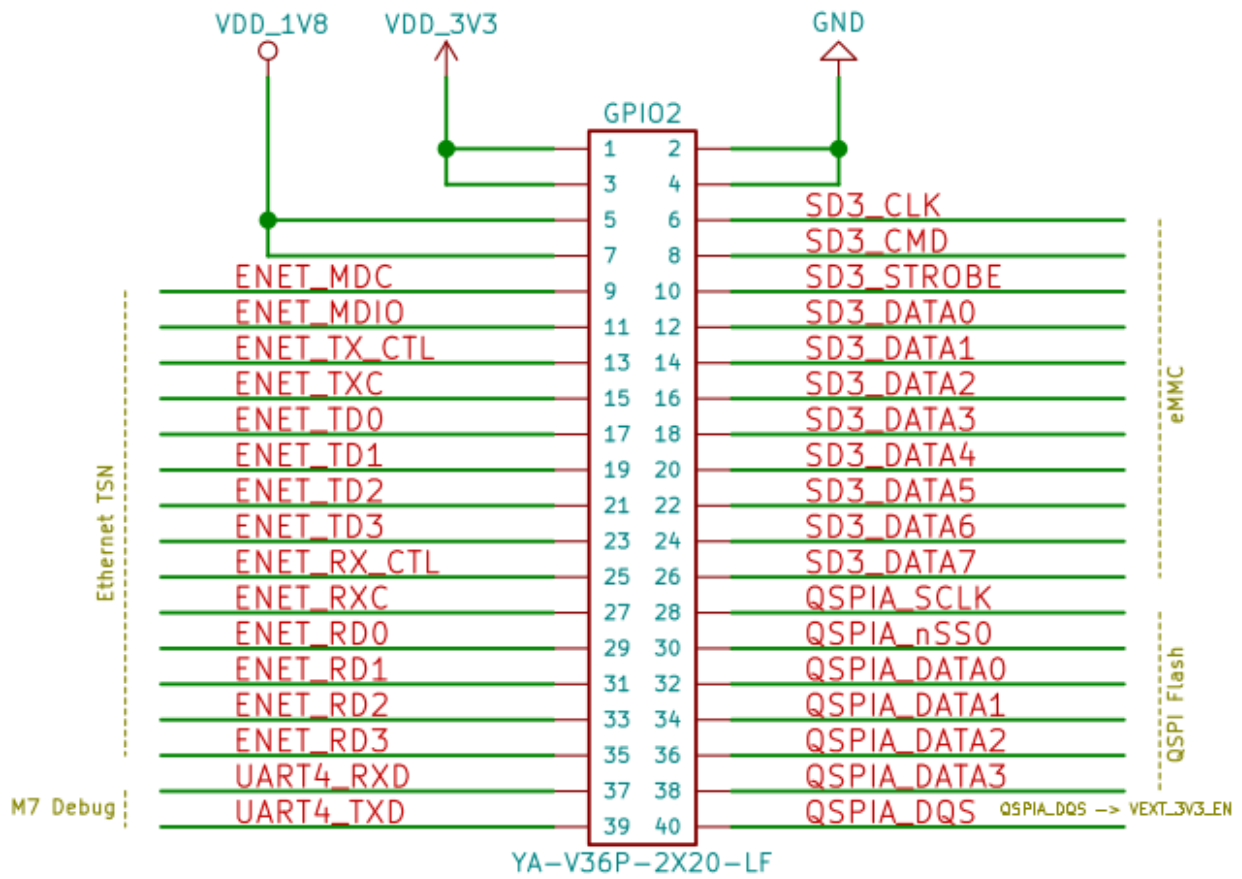 VDD_1V8 VDD_3V3 GND
GPIO2
1 2
3 4
5 6 SD3_CLK
7 8 SD3_CMD
ENET_MDC 9 10 SD3_STROBE
ENET_MDIO 11 12 SD3_DATA0
ENET_TX_CTL 13 14 SD3_DATA1
ENET_TXC 15 16 SD3_DATA2
ENET_TD0 17 18 SD3_DATA3
ENET_TD1 19 20 SD3_DATA4
ENET_TD2 21 22 SD3_DATA5
ENET_TD3 23 24 SD3_DATA6
ENET_RX_CTL 25 26 SD3_DATA7
ENET_RXC 27 28 QSPIA_SCLK
ENET_RD0 29 30 QSPIA_nSS0
ENET_RD1 31 32 QSPIA_DATA0
ENET_RD2 33 34 QSPIA_DATA1
ENET_RD3 35 36 QSPIA_DATA2
UART4_RXD 37 38 QSPIA_DATA3
UART4_TXD 39 40 QSPIA_DQS QSPIA_DQS -> VEXT_3V3_EN
YA-V36P-2X20-LF
Ethernet TSN
M7 Debug
eMMC
QSPI Flash